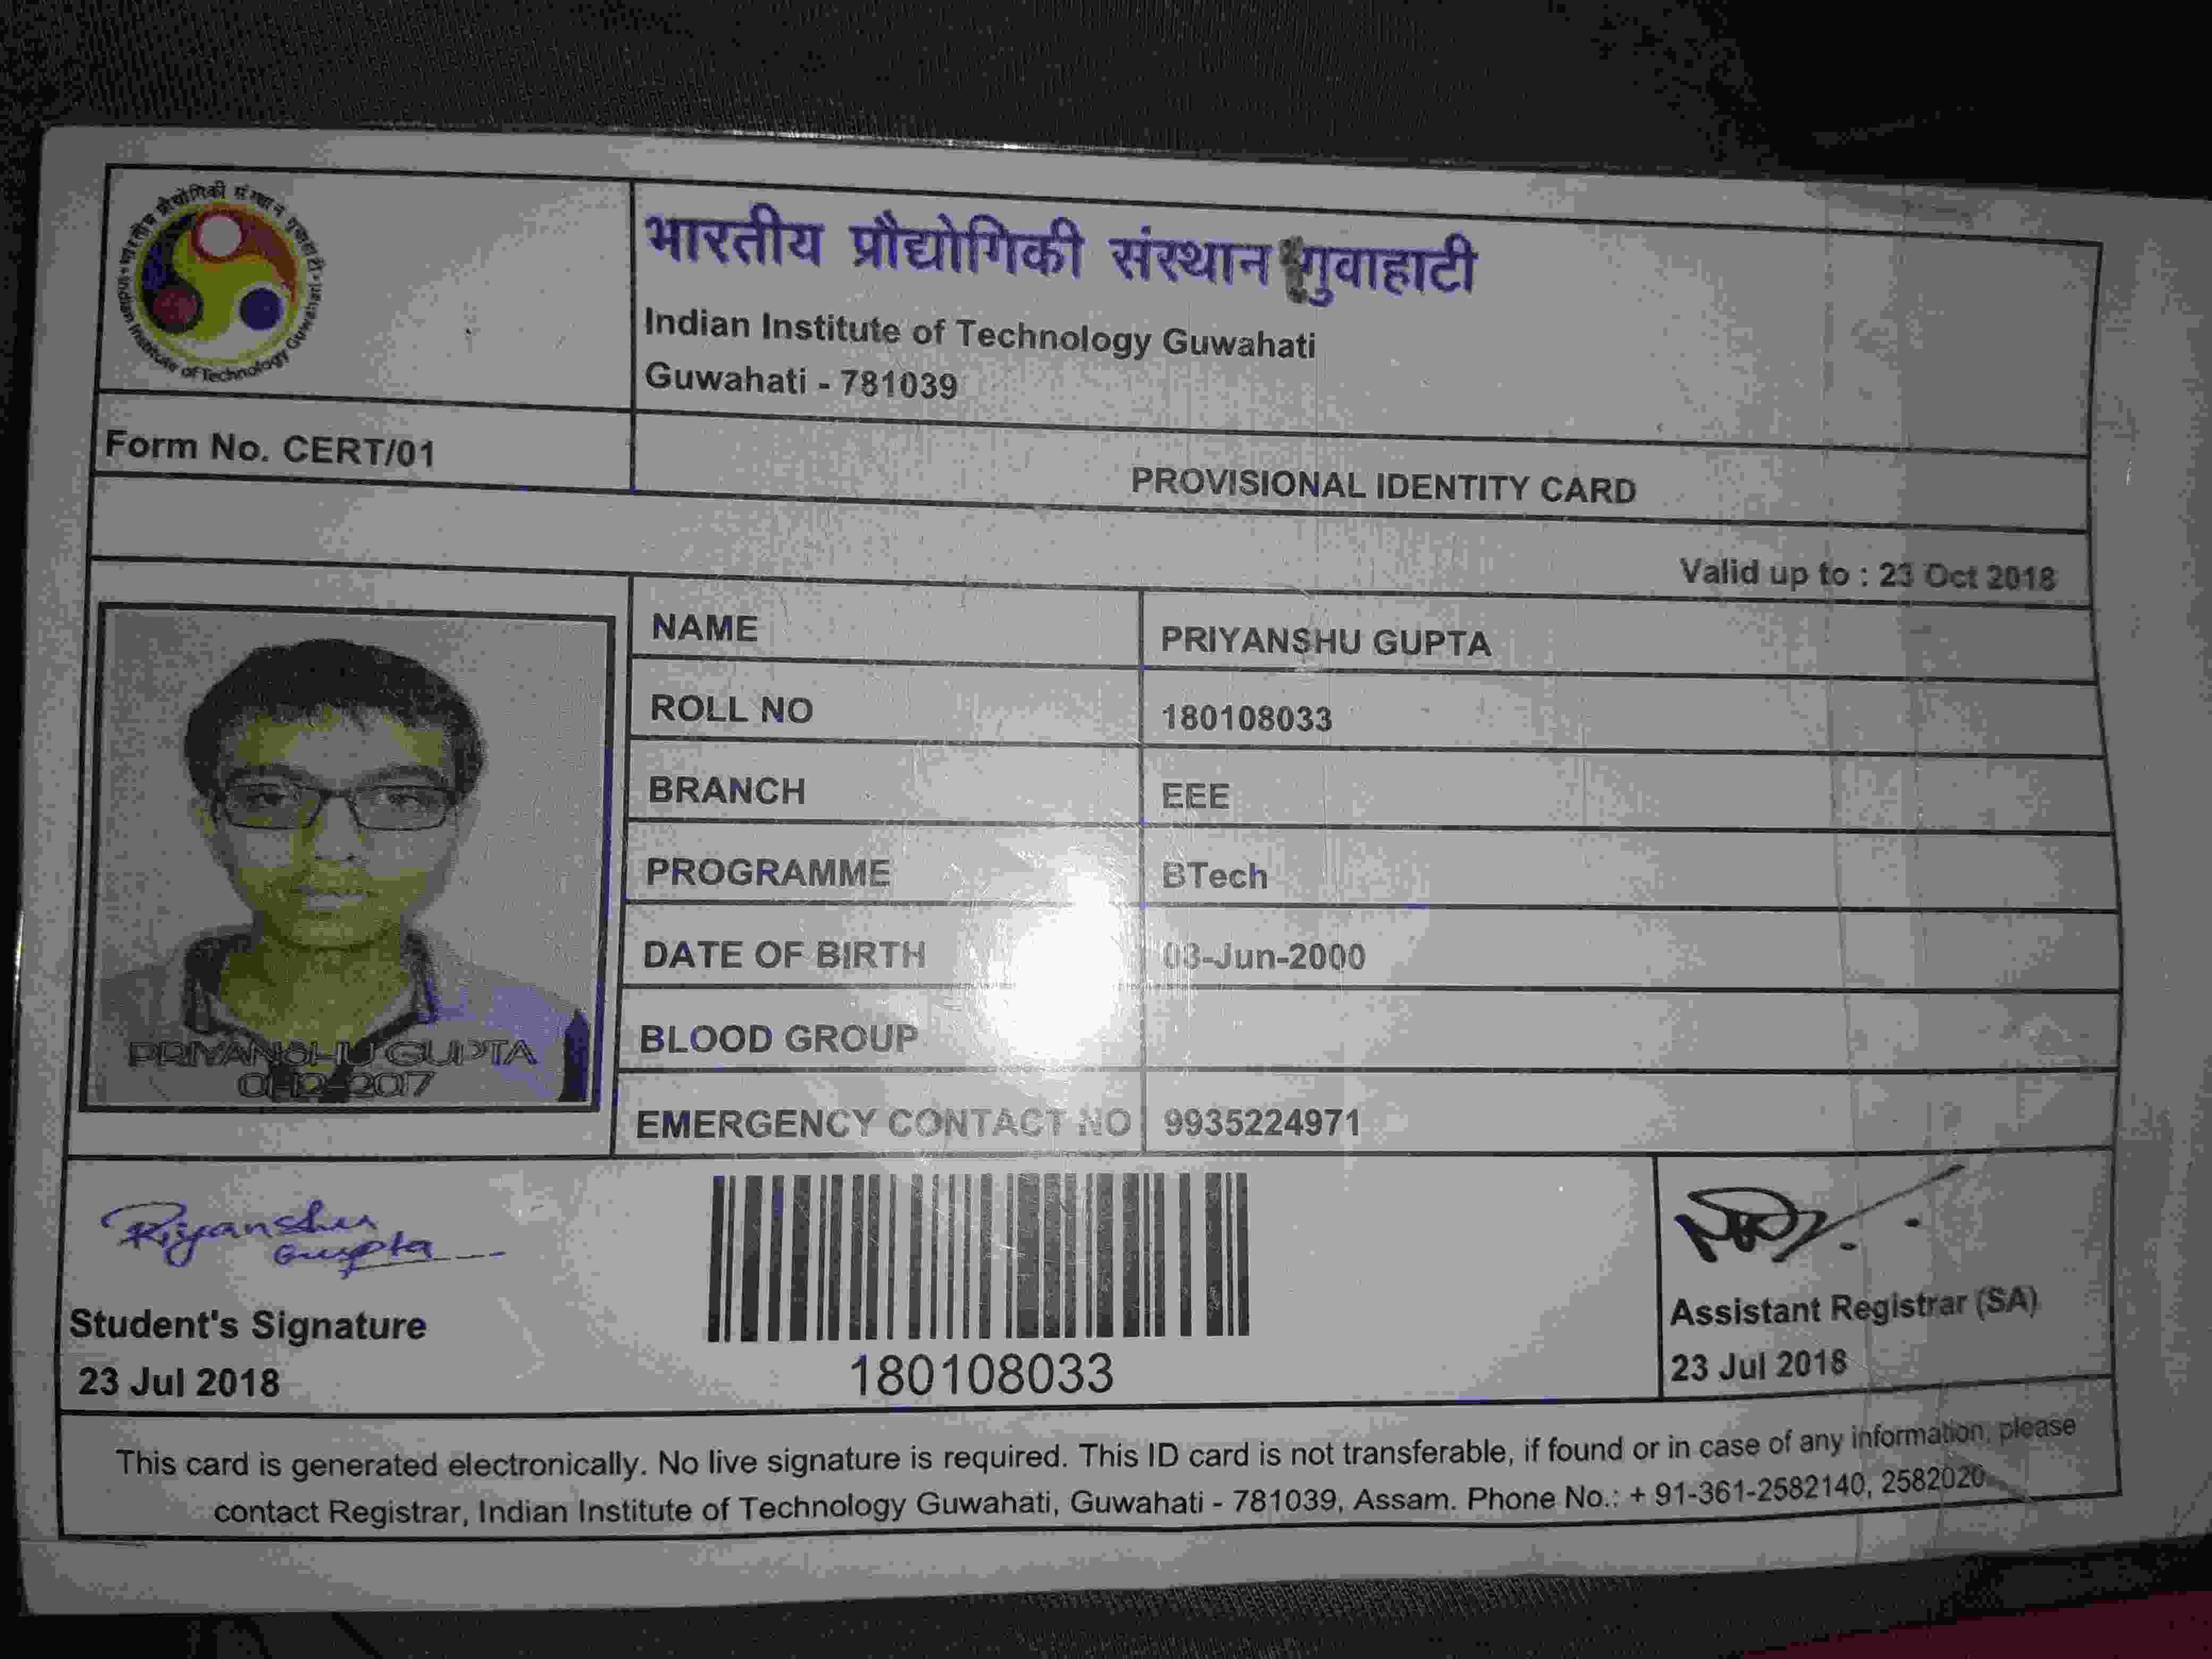 भारतीय प्रौद्योगिकी संस्थान गुवाहाटी
Indian Institute of Technology Guwahati
भारतीय प्रौद्योगिकी संस्थान गुवाहाटी
Indian Institute of Technology Guwahati
Guwahati - 781039
Form No. CERT/01
PROVISIONAL IDENTITY CARD
Valid up to : 23 Oct 2018
NAME PRIYANSHU GUPTA
ROLL NO 180108033
BRANCH EEE
PROGRAMME BTech
DATE OF BIRTH 03-Jun-2000
BLOOD GROUP
EMERGENCY CONTACT NO 9935224971
PRIYANSHU GUPTA
Priyanshu
Gupta
Student's Signature
23 Jul 2018
180108033
Assistant Registrar (SA)
23 Jul 2018
This card is generated electronically. No live signature is required. This ID card is not transferable, if found or in case of any information, please
contact Registrar, Indian Institute of Technology Guwahati, Guwahati - 781039, Assam. Phone No.: + 91-361-2582140, 2582020